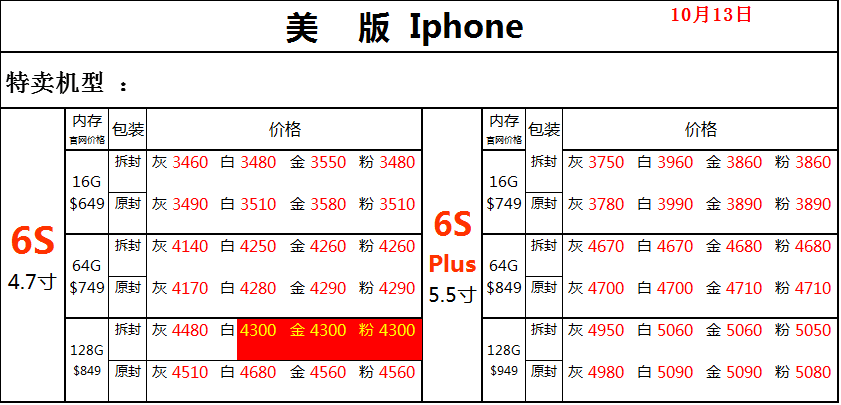 美 版 Iphone
10月13日
特卖机型 ：
6S
4.7寸
内存
官网价格
包装
价格
16G
$649
拆封 灰 3460 白 3480 金 3550 粉 3480
原封 灰 3490 白 3510 金 3580 粉 3510
64G
$749
拆封 灰 4140 白 4250 金 4260 粉 4260
原封 灰 4170 白 4280 金 4290 粉 4290
128G
$849
拆封 灰 4480 白 4300 金 4300 粉 4300
原封 灰 4510 白 4680 金 4560 粉 4560
6S
Plus
5.5寸
内存
官网价格
包装
价格
16G
$749
拆封 灰 3750 白 3960 金 3860 粉 3860
原封 灰 3780 白 3990 金 3890 粉 3890
64G
$849
拆封 灰 4670 白 4670 金 4680 粉 4680
原封 灰 4700 白 4700 金 4710 粉 4710
128G
$949
拆封 灰 4950 白 5060 金 5060 粉 5050
原封 灰 4980 白 5090 金 5090 粉 5080